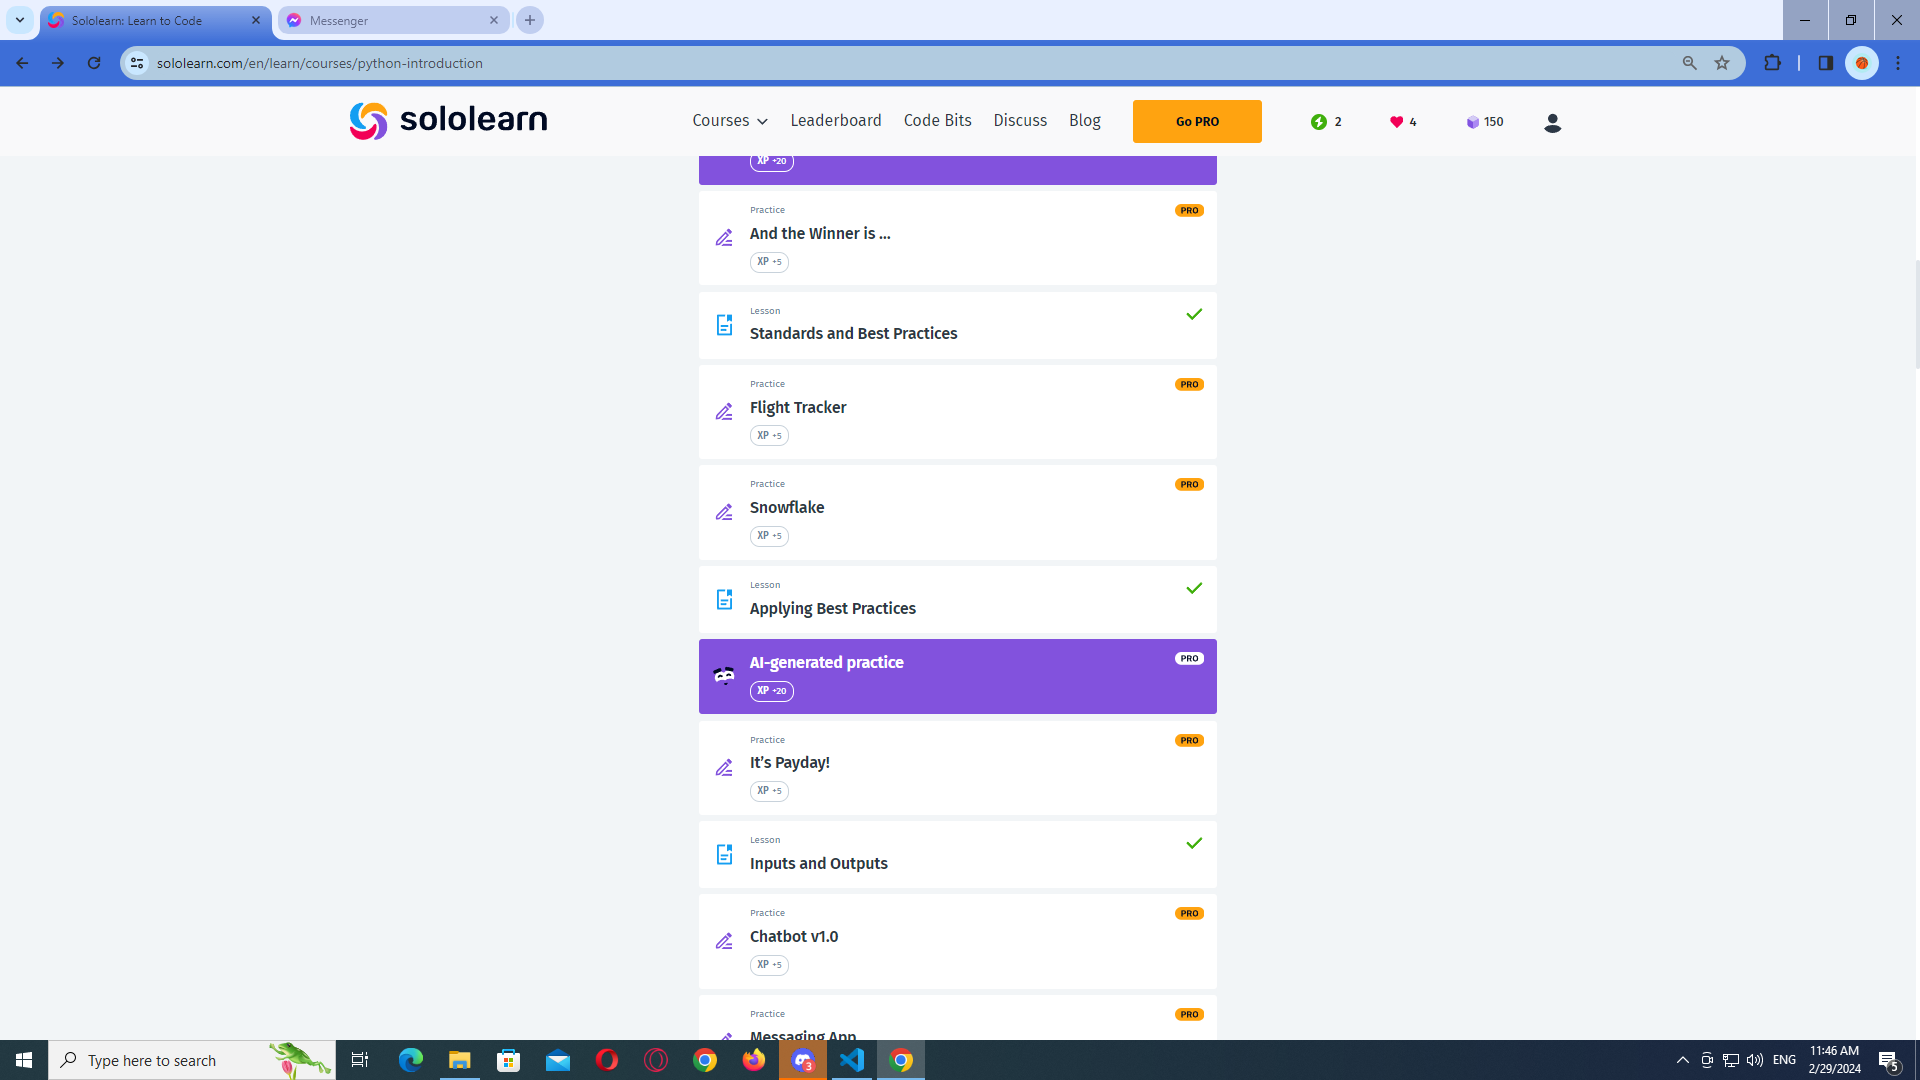 Sololearn: Learn to Code
Messenger
sololearn.com/en/learn/courses/python-introduction
sololearn
Courses
Leaderboard
Code Bits
Discuss
Blog
Go PRO
2
4
150
XP +20
Practice
PRO
And the Winner is ...
XP +5
Lesson
Standards and Best Practices
Practice
PRO
Flight Tracker
XP +5
Practice
PRO
Snowflake
XP +5
Lesson
Applying Best Practices
AI-generated practice
PRO
XP +20
Practice
PRO
It’s Payday!
XP +5
Lesson
Inputs and Outputs
Practice
PRO
Chatbot v1.0
XP +5
Practice
PRO
Messaging App
Type here to search
3
ENG
11:46 AM
2/29/2024
5